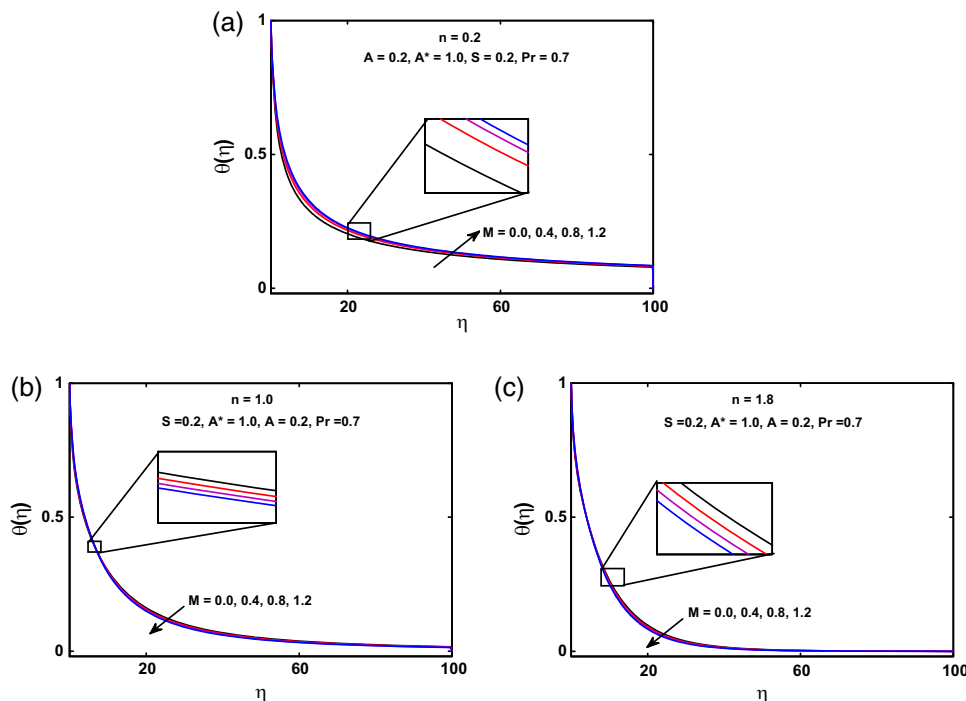 (a)
1
n = 0.2
A = 0.2, A* = 1.0, S = 0.2, Pr = 0.7
θ(η)
0.5
M = 0.0, 0.4, 0.8, 1.2
0
20
60
100
η
(b)
1
n = 1.0
S =0.2, A* = 1.0, A = 0.2, Pr =0.7
θ(η)
0.5
M = 0.0, 0.4, 0.8, 1.2
0
20
60
100
η
(c)
1
n = 1.8
S =0.2, A* = 1.0, A = 0.2, Pr =0.7
θ(η)
0.5
M = 0.0, 0.4, 0.8, 1.2
0
20
60
100
η